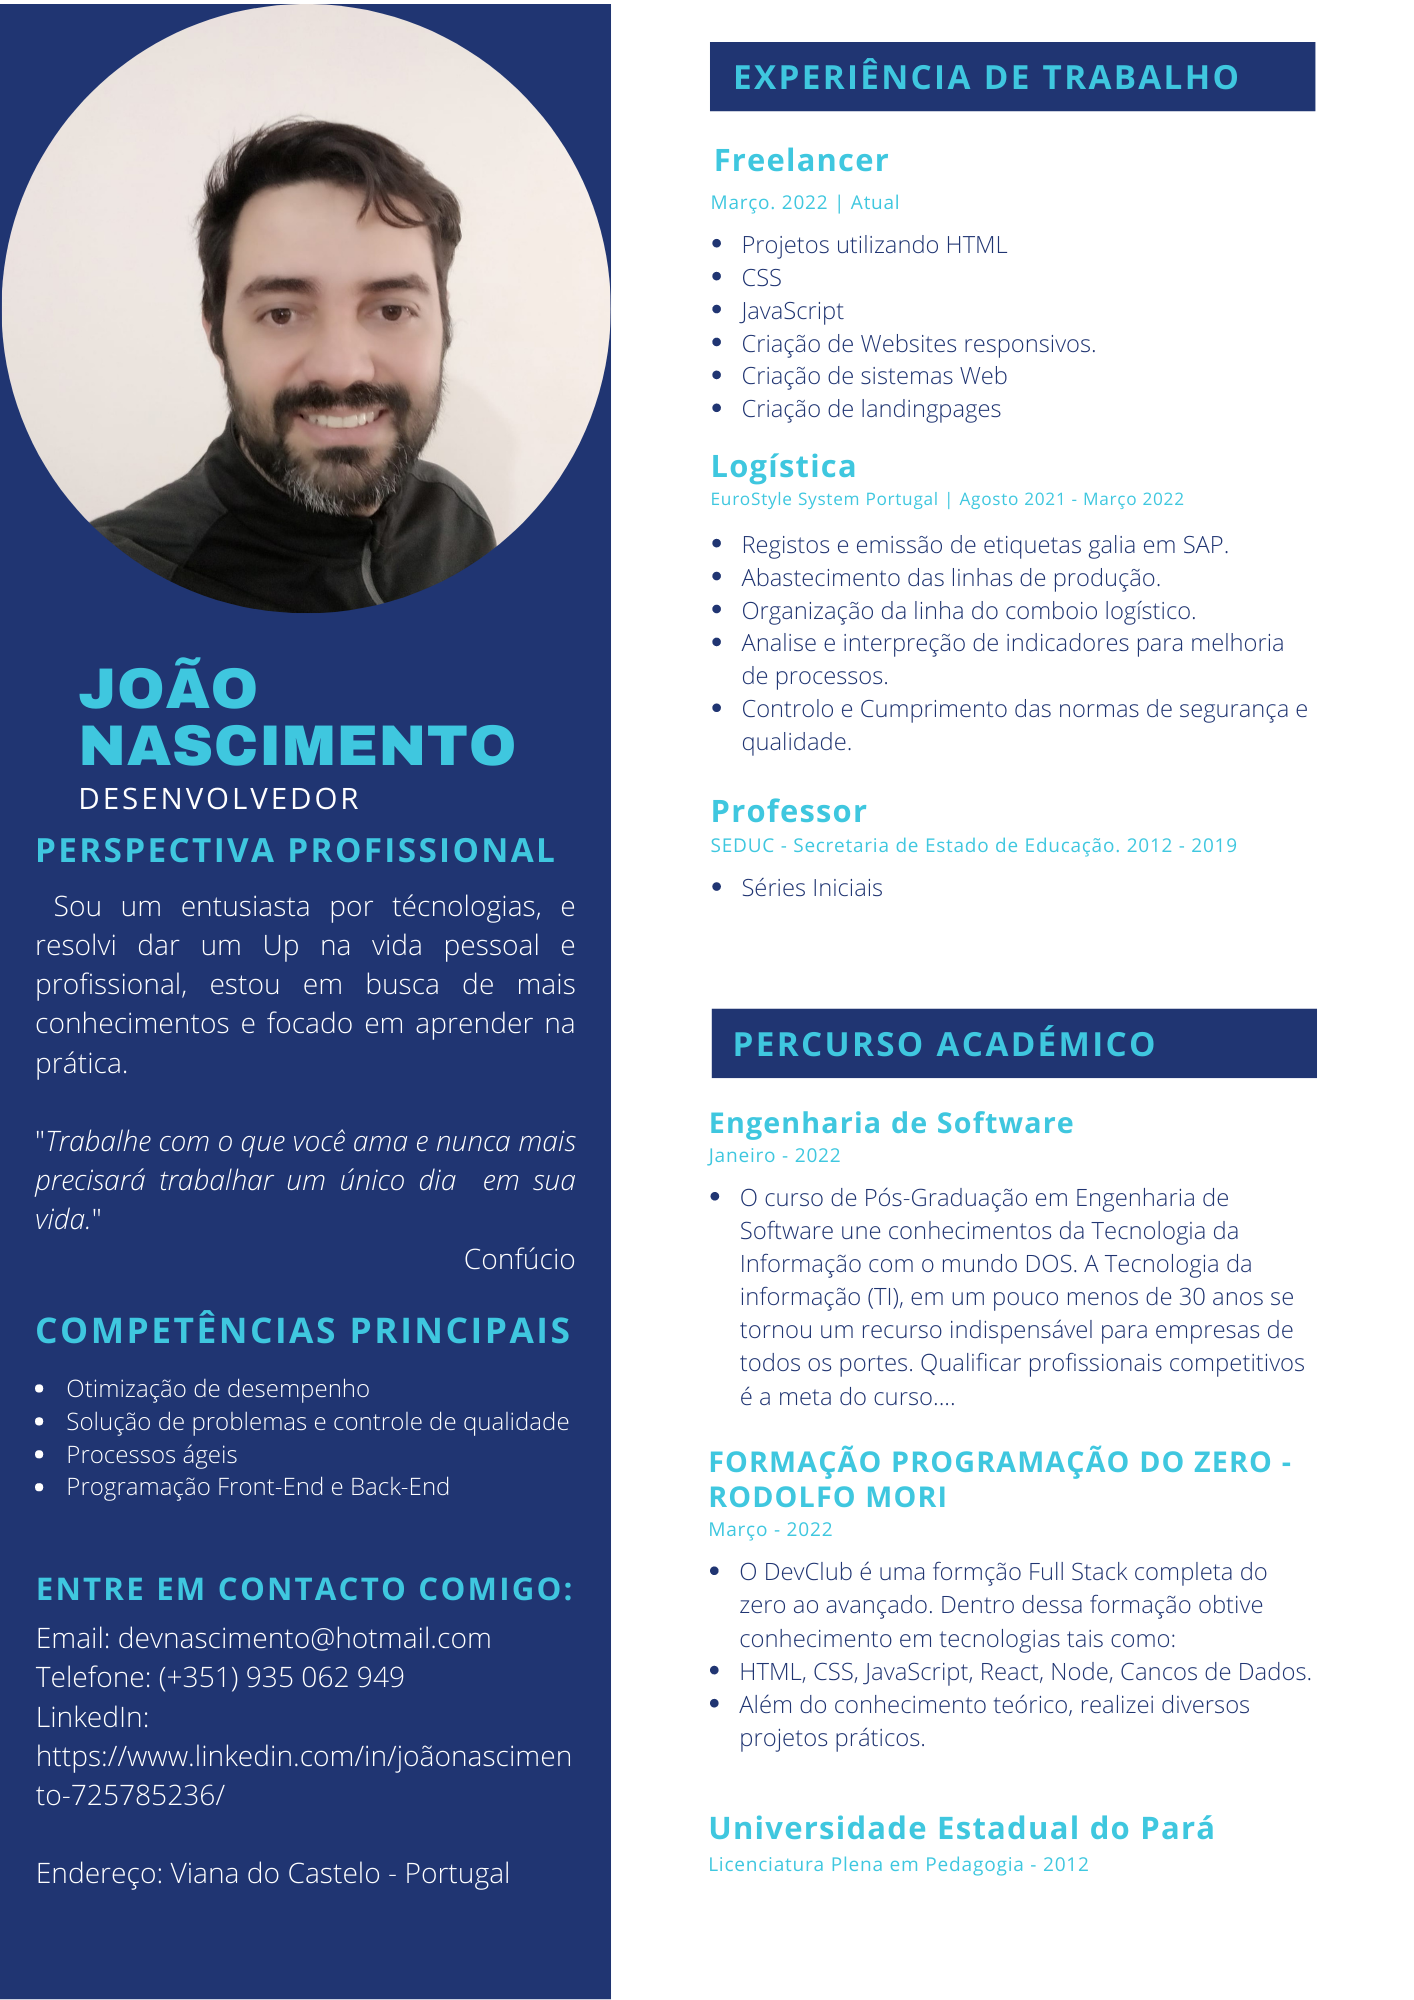 JOÃO
NASCIMENTO
DESENVOLVEDOR
PERSPECTIVA PROFISSIONAL
Sou um entusiasta por técnologias, e
resolvi dar um Up na vida pessoal e
profissional, estou em busca de mais
conhecimentos e focado em aprender na
prática.
"Trabalhe com o que você ama e nunca mais
precisará trabalhar um único dia em sua
vida."
Confúcio
COMPETÊNCIAS PRINCIPAIS
• Otimização de desempenho
• Solução de problemas e controle de qualidade
• Processos ágeis
• Programação Front-End e Back-End
ENTRE EM CONTACTO COMIGO:
Email: devnascimento@hotmail.com
Telefone: (+351) 935 062 949
LinkedIn:
https://www.linkedin.com/in/joãonascimen
to-725785236/
Endereço: Viana do Castelo - Portugal
EXPERIÊNCIA DE TRABALHO
Freelancer
Março. 2022 | Atual
• Projetos utilizando HTML
• CSS
• JavaScript
• Criação de Websites responsivos.
• Criação de sistemas Web
• Criação de landingpages
Logística
EuroStyle System Portugal | Agosto 2021 - Março 2022
• Registos e emissão de etiquetas galia em SAP.
• Abastecimento das linhas de produção.
• Organização da linha do comboio logístico.
• Analise e interpreção de indicadores para melhoria
de processos.
• Controlo e Cumprimento das normas de segurança e
qualidade.
Professor
SEDUC - Secretaria de Estado de Educação. 2012 - 2019
• Séries Iniciais
PERCURSO ACADÉMICO
Engenharia de Software
Janeiro - 2022
• O curso de Pós-Graduação em Engenharia de
Software une conhecimentos da Tecnologia da
Informação com o mundo DOS. A Tecnologia da
informação (TI), em um pouco menos de 30 anos se
tornou um recurso indispensável para empresas de
todos os portes. Qualificar profissionais competitivos
é a meta do curso....
FORMAÇÃO PROGRAMAÇÃO DO ZERO -
RODOLFO MORI
Março - 2022
• O DevClub é uma formção Full Stack completa do
zero ao avançado. Dentro dessa formação obtive
conhecimento em tecnologias tais como:
• HTML, CSS, JavaScript, React, Node, Cancos de Dados.
• Além do conhecimento teórico, realizei diversos
projetos práticos.
Universidade Estadual do Pará
Licenciatura Plena em Pedagogia - 2012